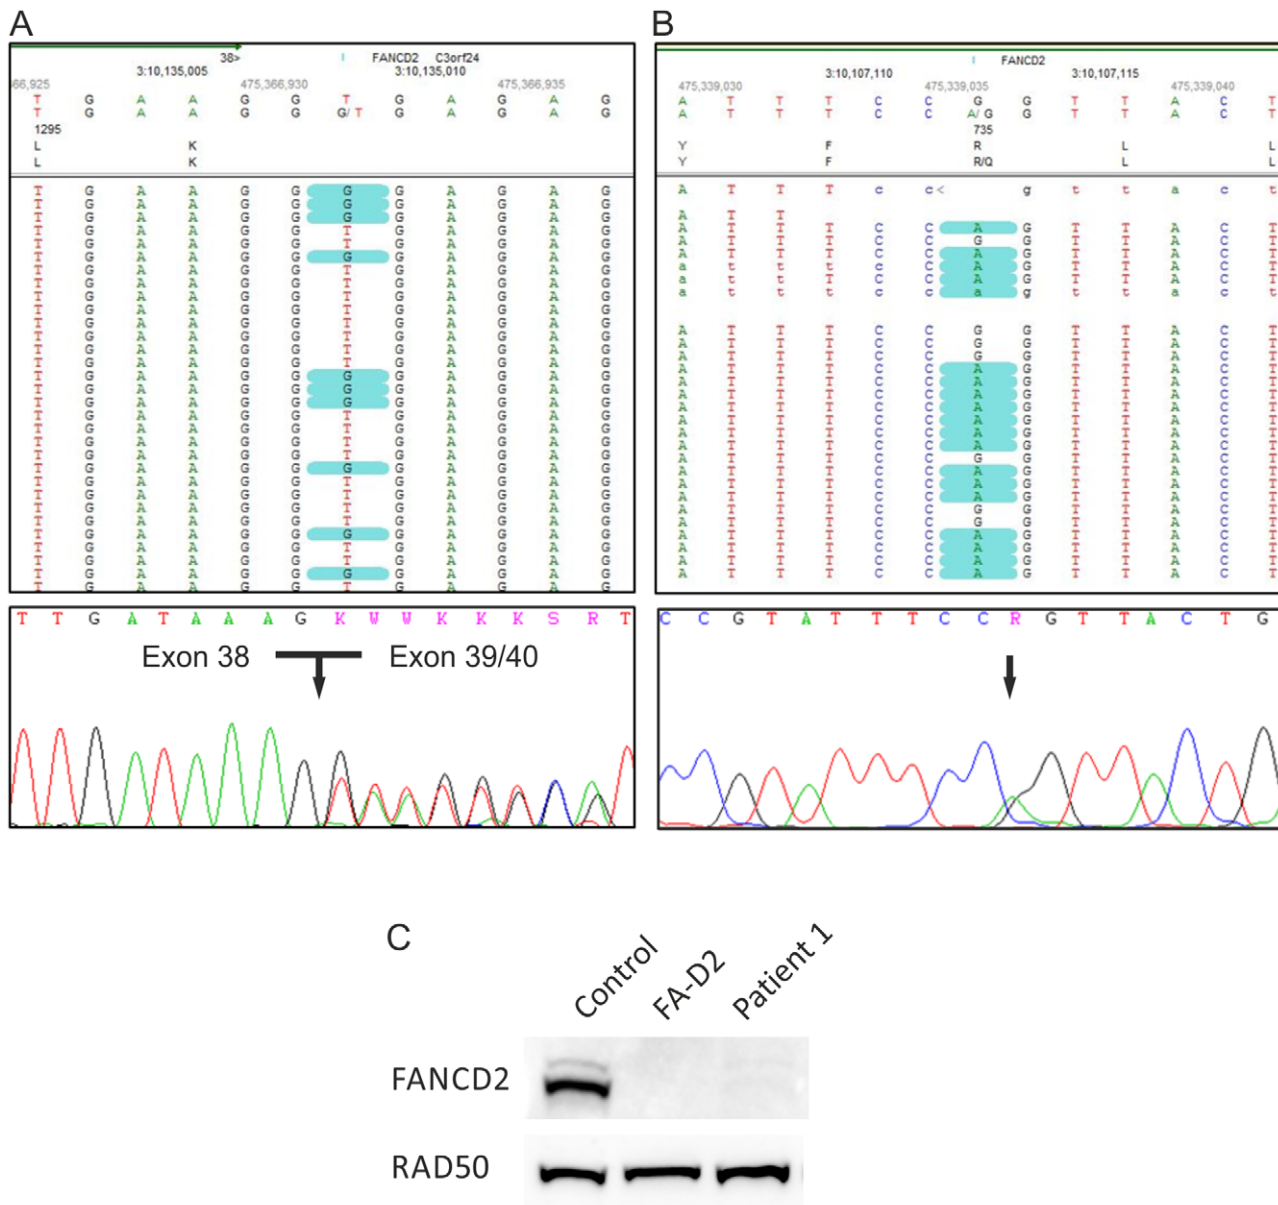 A
38>
FANCD2 C3orf24
3:10,135,005 3:10,135,010
66,925 475,366,930 475,366,935
T G A A G G T G A G A G
T G A A G G G/T G A G A G
1295
L K
L K
T G A A G G G G A G A G
T G A A G G G G A G A G
T G A A G G G G A G A G
T G A A G G T G A G A G
T G A A G G T G A G A G
T G A A G G G G A G A G
T G A A G G T G A G A G
T G A A G G T G A G A G
T G A A G G T G A G A G
T G A A G G T G A G A G
T G A A G G T G A G A G
T G A A G G T G A G A G
T G A A G G T G A G A G
T G A A G G T G A G A G
T G A A G G G G A G A G
T G A A G G G G A G A G
T G A A G G G G A G A G
T G A A G G T G A G A G
T G A A G G T G A G A G
T G A A G G T G A G A G
T G A A G G T G A G A G
T G A A G G G G A G A G
T G A A G G T G A G A G
T G A A G G T G A G A G
T G A A G G T G A G A G
T G A A G G T G A G A G
T G A A G G G G A G A G
T G A A G G T G A G A G
T G A A G G T G A G A G
T G A A G G G G A G A G
T G A A G G T G A G A G
T T G A T A A A G K W W K K K S R T
Exon 38 Exon 39/40
B
FANCD2
3:10,107,110 3:10,107,115
475,339,030 475,339,035 475,339,040
A T T T C C G G T T A C T
A T T T C C A/G G T T A C T
735
Y F R L L
Y F R/Q L L
A T T T c c< g t t a c t
A T T
A T T T C C A G T T A C T
A T T T C C G G T T A C T
A T T T C C A G T T A C T
a t t t c c a g t t a c t
A T T T C C G G T T A C T
A T T T C C G G T T A C T
A T T T C C G G T T A C T
A T T T C C A G T T A C T
A T T T C C A G T T A C T
A T T T C C A G T T A C T
A T T T C C A G T T A C T
A T T T C C A G T T A C T
A T T T C C A G T T A C T
A T T T C C A G T T A C T
A T T T C C G G T T A C T
A T T T C C A G T T A C T
A T T T C C A G T T A C T
A T T T C C A G T T A C T
A T T T C C G G T T A C T
A T T T C C G G T T A C T
A T T T C C A G T T A C T
A T T T C C A G T T A C T
A T T T C C A G T T A C T
A T T T C C A G T T A C T
C C G T A T T T C C R G T T A C T G
C
Control FA-D2 Patient 1
FANCD2
RAD50